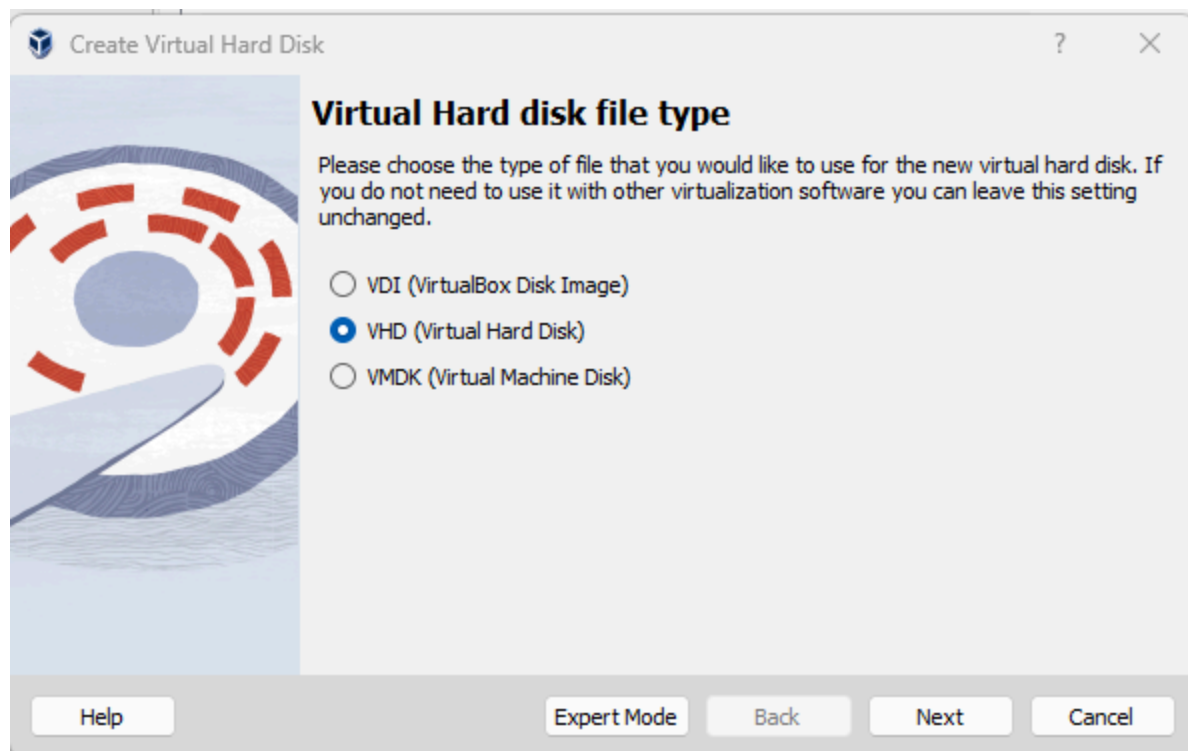 Create Virtual Hard Disk
?
Virtual Hard disk file type
Please choose the type of file that you would like to use for the new virtual hard disk. If
you do not need to use it with other virtualization software you can leave this setting
unchanged.
VDI (VirtualBox Disk Image)
VHD (Virtual Hard Disk)
VMDK (Virtual Machine Disk)
Help Expert Mode Back Next Cancel